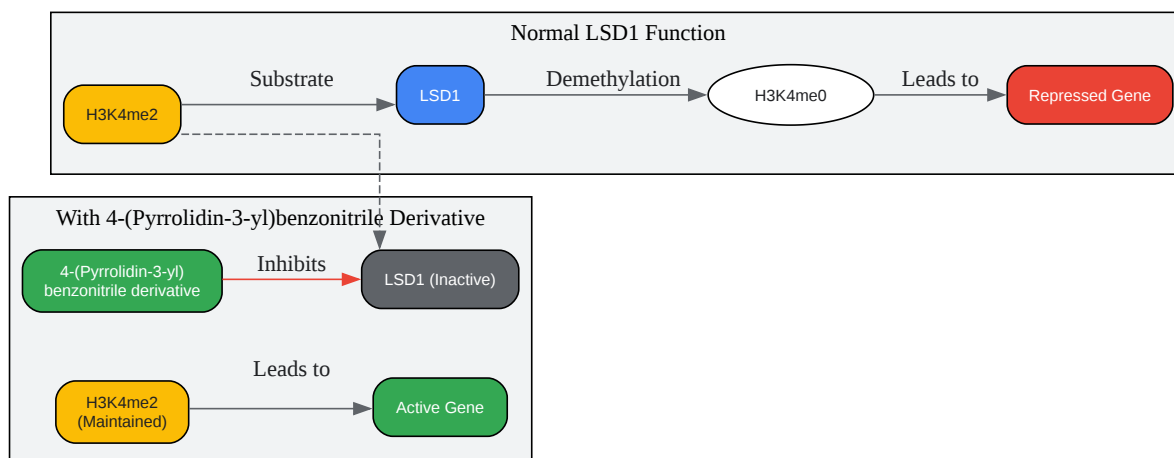 Normal LSD1 Function
Substrate
Demethylation
Leads to
H3K4me2
LSD1
H3K4me0
Repressed Gene
With 4-(Pyrrolidin-3-yl)benzonitrile Derivative
4-(Pyrrolidin-3-yl)
benzonitrile derivative
Inhibits
LSD1 (Inactive)
Leads to
H3K4me2
(Maintained)
Active Gene